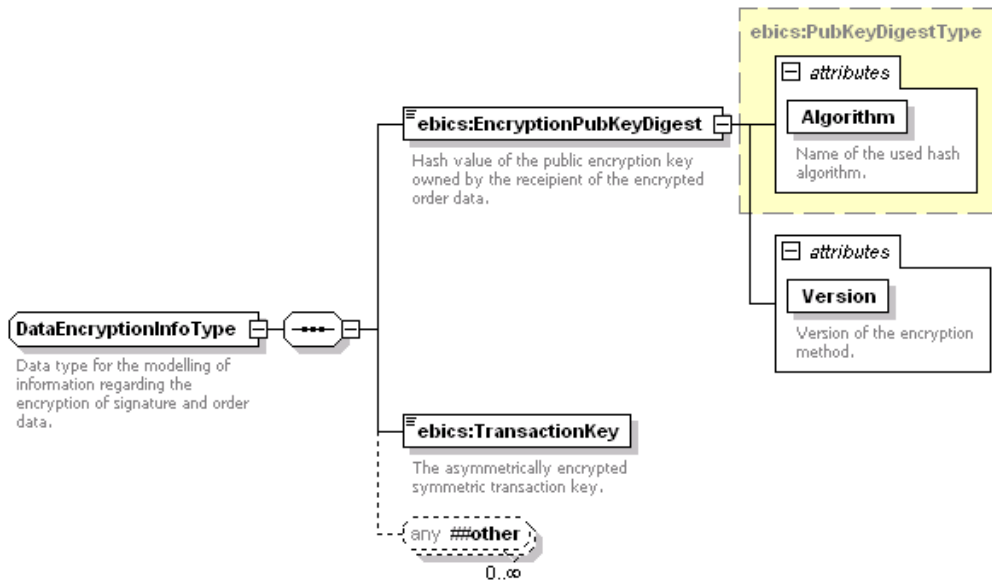 ebics:PubKeyDigestType
attributes
Algorithm
Name of the used hash
algorithm.
ebics:EncryptionPubKeyDigest
Hash value of the public encryption key
owned by the receipient of the encrypted
order data.
attributes
Version
Version of the encryption
method.
DataEncryptionInfoType
Data type for the modelling of
information regarding the
encryption of signature and order
data.
ebics:TransactionKey
The asymmetrically encrypted
symmetric transaction key.
any ##other
0..∞